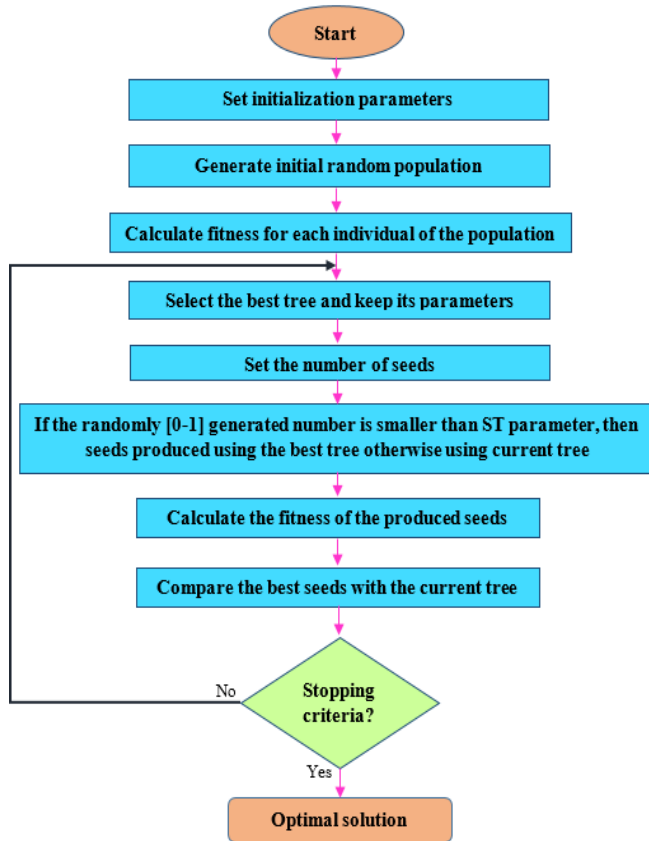 Start
Set initialization parameters
Generate initial random population
Calculate fitness for each individual of the population
Select the best tree and keep its parameters
Set the number of seeds
If the randomly [0-1] generated number is smaller than ST parameter, then
seeds produced using the best tree otherwise using current tree
Calculate the fitness of the produced seeds
Compare the best seeds with the current tree
No
Stopping
criteria?
Yes
Optimal solution